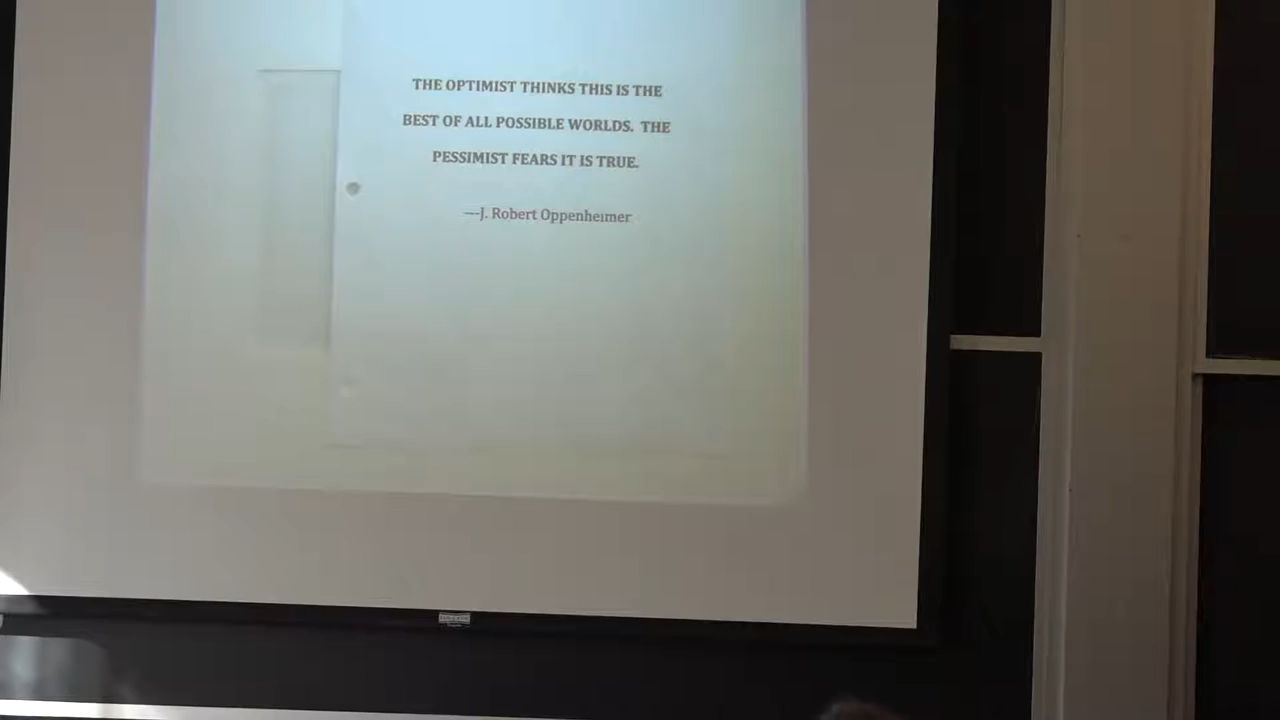 THE OPTIMIST THINKS THIS IS THE
BEST OF ALL POSSIBLE WORLDS. THE
PESSIMIST FEARS IT IS TRUE.
—J. Robert Oppenheimer